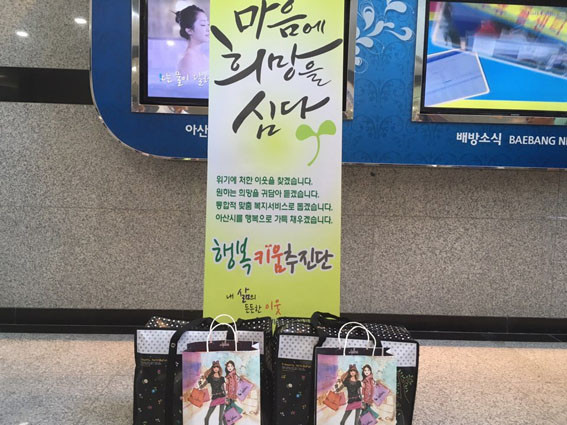 마음에
희망을
심다
아산
배방소식 BAEBANG NE
위기에 처한 이웃을 찾겠습니다.
원하는 희망을 귀담아 듣겠습니다.
통합적 맞춤 복지서비스로 돕겠습니다.
아산시를 행복으로 가득 채우겠습니다.
행복키움추진단
내 삶의
든든한 이웃